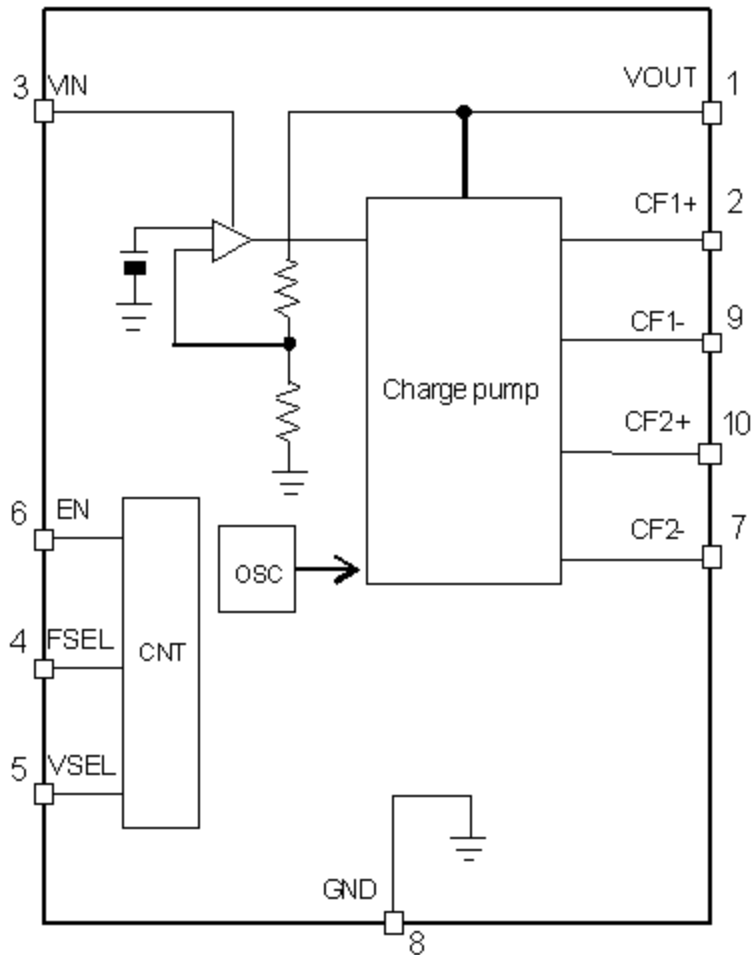 3 VIN
VOUT 1
CF1+ 2
CF1- 9
Charge pump
CF2+ 10
6 EN
CF2- 7
OSC
4 FSEL
CNT
5 VSEL
GND
8